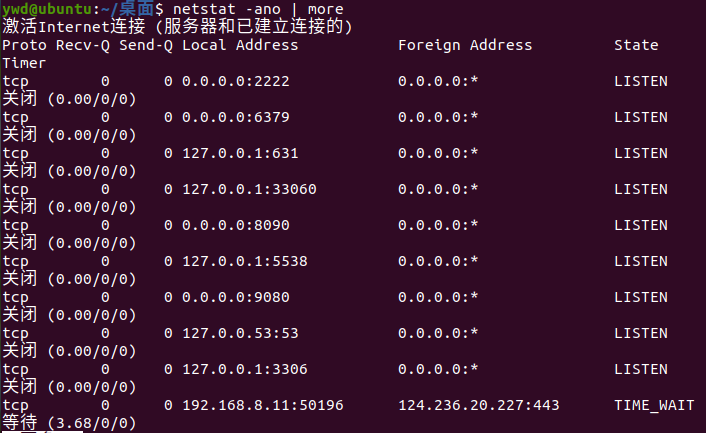 ywd@ubuntu:~/桌面$ netstat -ano | more
激活Internet连接 (服务器和已建立连接的)
Proto Recv-Q Send-Q Local Address           Foreign Address         State
Timer
tcp        0      0 0.0.0.0:2222            0.0.0.0:*               LISTEN
关闭 (0.00/0/0)
tcp        0      0 0.0.0.0:6379            0.0.0.0:*               LISTEN
关闭 (0.00/0/0)
tcp        0      0 127.0.0.1:631           0.0.0.0:*               LISTEN
关闭 (0.00/0/0)
tcp        0      0 127.0.0.1:33060         0.0.0.0:*               LISTEN
关闭 (0.00/0/0)
tcp        0      0 0.0.0.0:8090            0.0.0.0:*               LISTEN
关闭 (0.00/0/0)
tcp        0      0 127.0.0.1:5538          0.0.0.0:*               LISTEN
关闭 (0.00/0/0)
tcp        0      0 0.0.0.0:9080            0.0.0.0:*               LISTEN
关闭 (0.00/0/0)
tcp        0      0 127.0.0.53:53           0.0.0.0:*               LISTEN
关闭 (0.00/0/0)
tcp        0      0 127.0.0.1:3306          0.0.0.0:*               LISTEN
关闭 (0.00/0/0)
tcp        0      0 192.168.8.11:50196      124.236.20.227:443      TIME_WAIT
等待 (3.68/0/0)